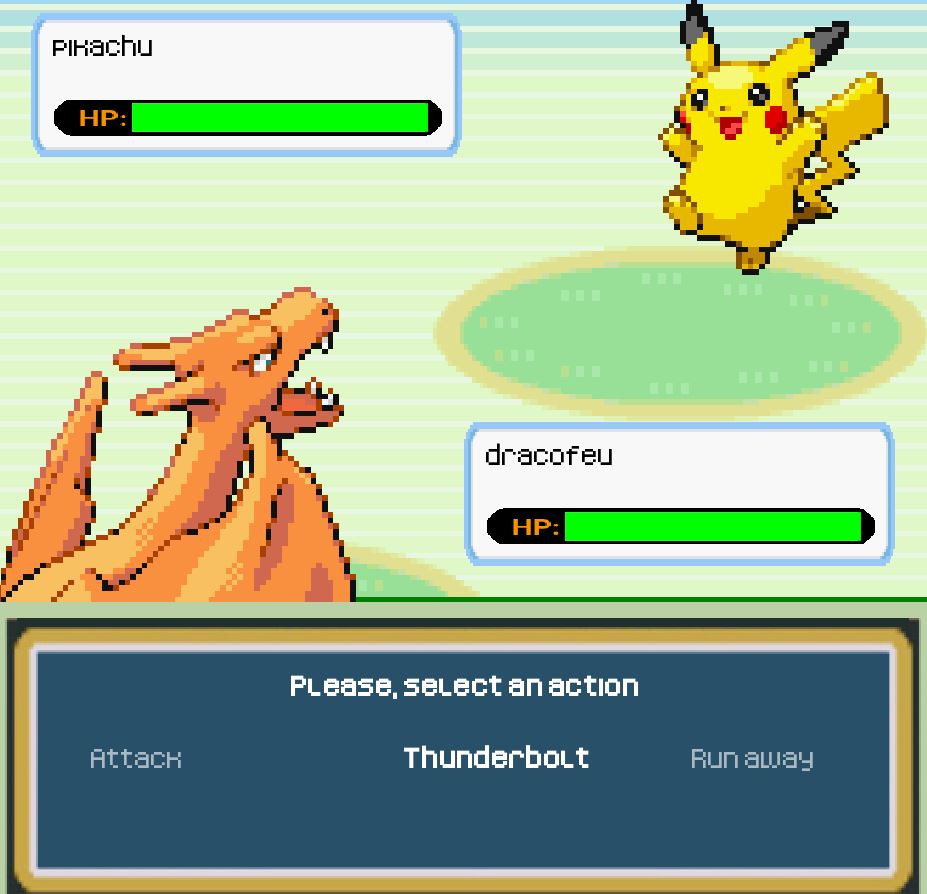 pikachu
HP:
dracofeu
HP:
Please, select an action
Attack Thunderbolt Run away